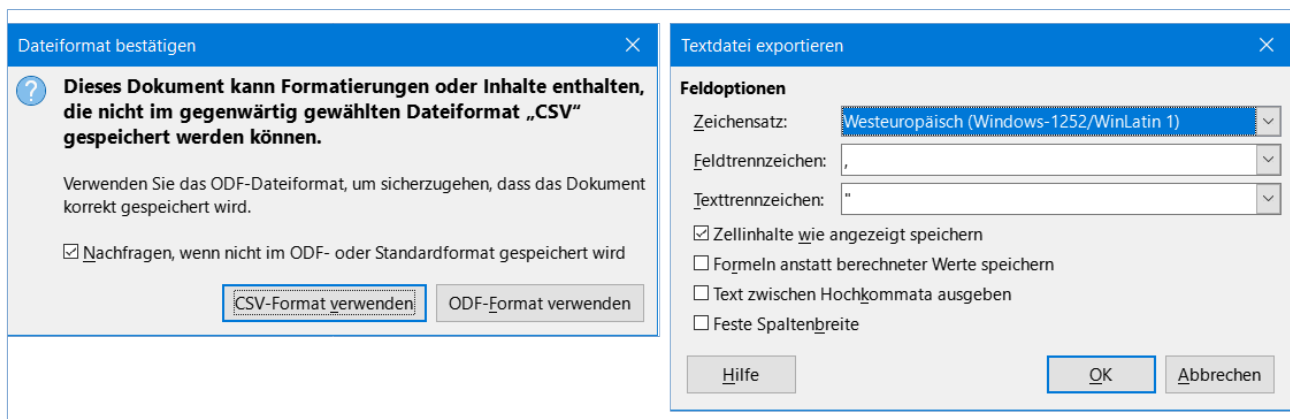 Dateiformat bestätigen
Dieses Dokument kann Formatierungen oder Inhalte enthalten,
die nicht im gegenwärtig gewählten Dateiformat „CSV“
gespeichert werden können.
Verwenden Sie das ODF-Dateiformat, um sicherzugehen, dass das Dokument
korrekt gespeichert wird.
Nachfragen, wenn nicht im ODF- oder Standardformat gespeichert wird
CSV-Format verwenden
ODF-Format verwenden
Textdatei exportieren
Feldoptionen
Zeichensatz: Westeuropäisch (Windows-1252/WinLatin 1)
Feldtrennzeichen: ,
Texttrennzeichen: "
Zellinhalte wie angezeigt speichern
Formeln anstatt berechneter Werte speichern
Text zwischen Hochkommata ausgeben
Feste Spaltenbreite
Hilfe
OK
Abbrechen